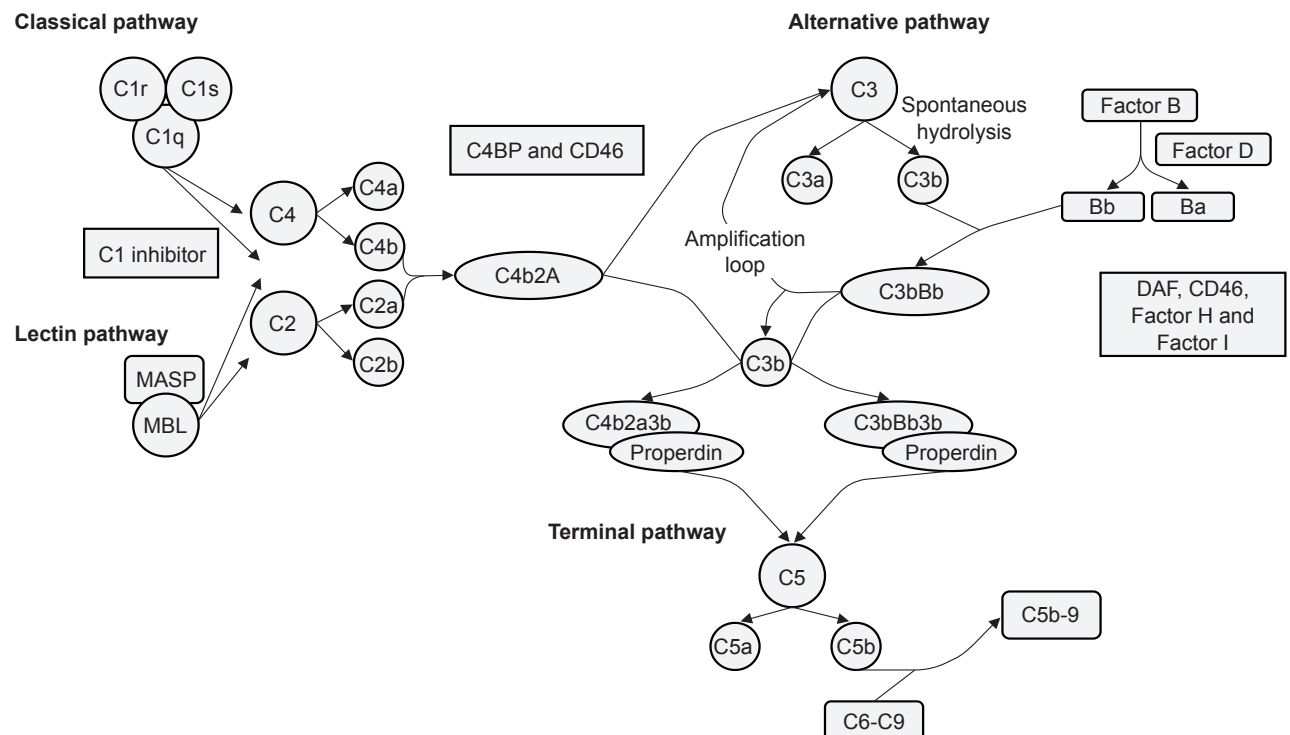 Classical pathway
Alternative pathway
C1r
C1s
C1q
C3
Spontaneous
hydrolysis
Factor B
Factor D
C4BP and CD46
C4a
C3a
C3b
Bb
Ba
C4
C4b
C1 inhibitor
Amplification
loop
C4b2A
C3bBb
DAF, CD46,
Factor H and
Factor I
C2a
C2
C2b
Lectin pathway
MASP
MBL
C3b
C4b2a3b
Properdin
C3bBb3b
Properdin
Terminal pathway
C5
C5a
C5b
C5b-9
C6-C9